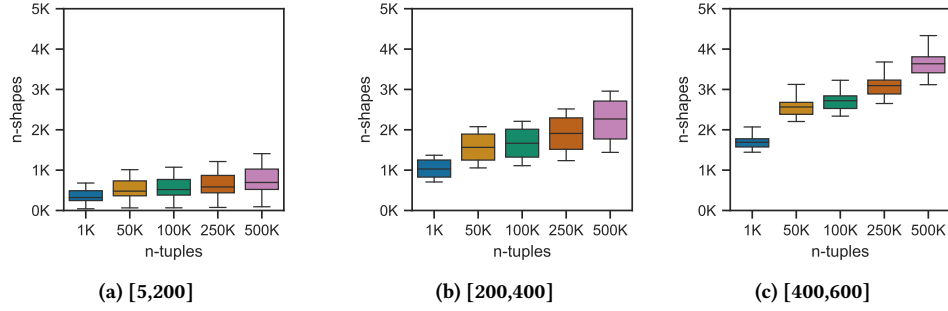 5K
4K
3K
2K
1K
0K
n-shapes
1K 50K 100K 250K 500K
n-tuples
(a) [5,200]
5K
4K
3K
2K
1K
0K
n-shapes
1K 50K 100K 250K 500K
n-tuples
(b) [200,400]
5K
4K
3K
2K
1K
0K
n-shapes
1K 50K 100K 250K 500K
n-tuples
(c) [400,600]